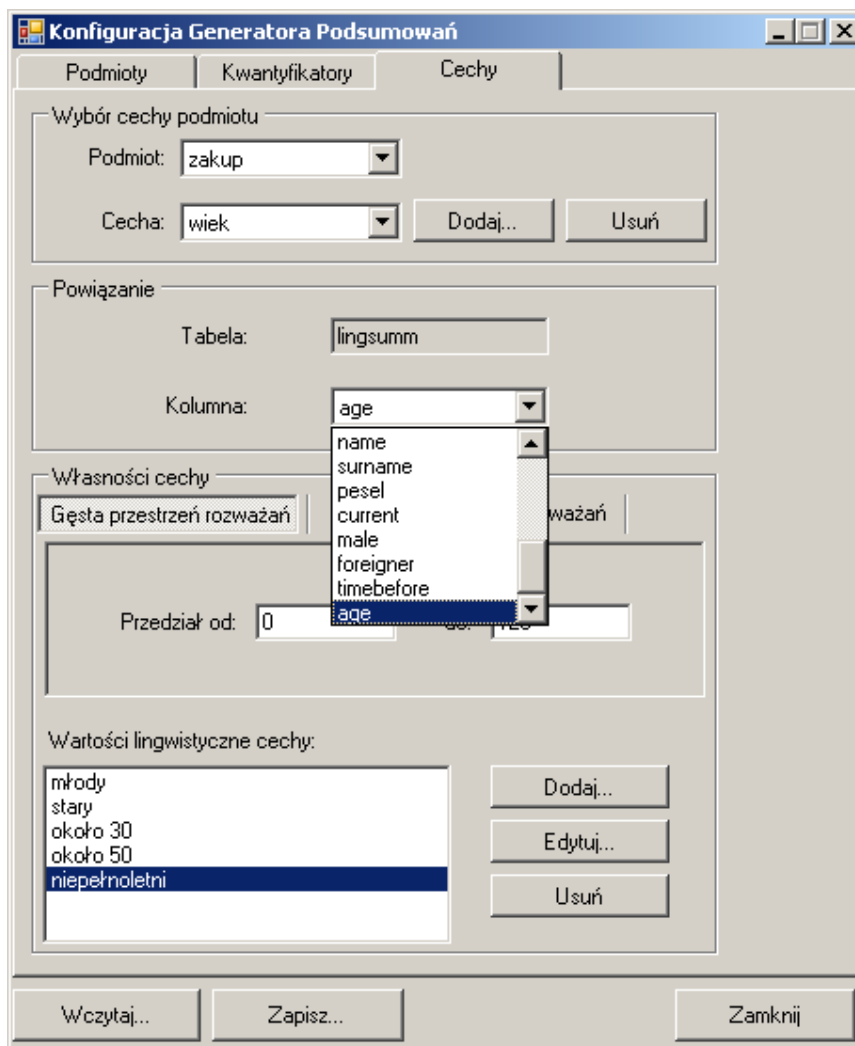 Konfiguracja Generatora Podsumowań
Podmioty Kwantyfikatory Cechy
Wybór cechy podmiotu
Podmiot: zakup
Cecha: wiek Dodaj... Usuń
Powiązanie
Tabela: lingsumm
Kolumna: age
name
surname
pesel
current
male
foreigner
timebefore
age
Własności cechy
Gęsta przestrzeń rozważań
Przedział od: 0
Wartości lingwistyczne cechy:
młody
stary
około 30
około 50
niepełnoletni
Dodaj...
Edytuj...
Usuń
Wczytaj... Zapisz... Zamknij